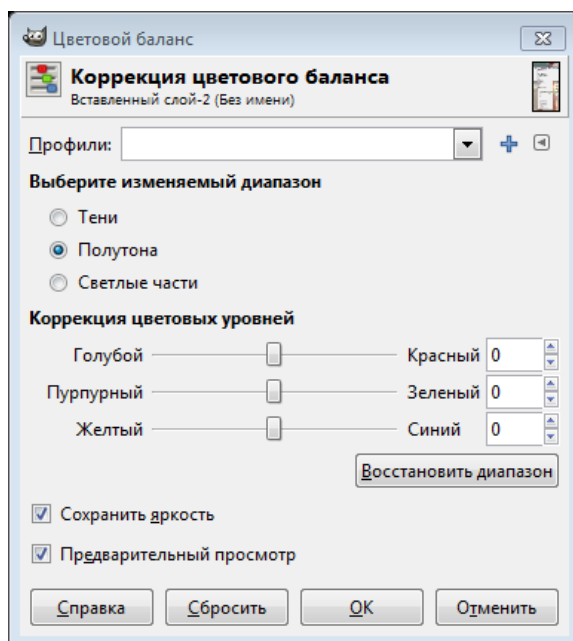 Цветовой баланс
Коррекция цветового баланса
Вставленный слой-2 (Без имени)
Профили:
Выберите изменяемый диапазон
Тени
Полутона
Светлые части
Коррекция цветовых уровней
Голубой Красный 0
Пурпурный Зеленый 0
Желтый Синий 0
Восстановить диапазон
Сохранить яркость
Предварительный просмотр
Справка Сбросить OK Отменить